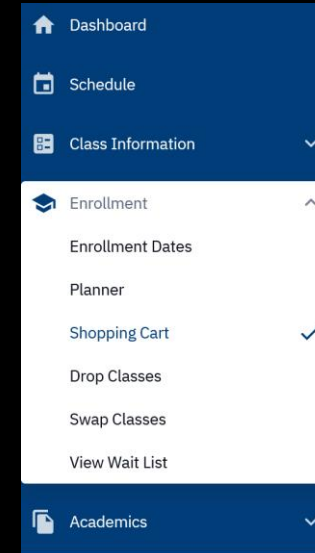 Dashboard
Schedule
Class Information
Enrollment
Enrollment Dates
Planner
Shopping Cart
Drop Classes
Swap Classes
View Wait List
Academics